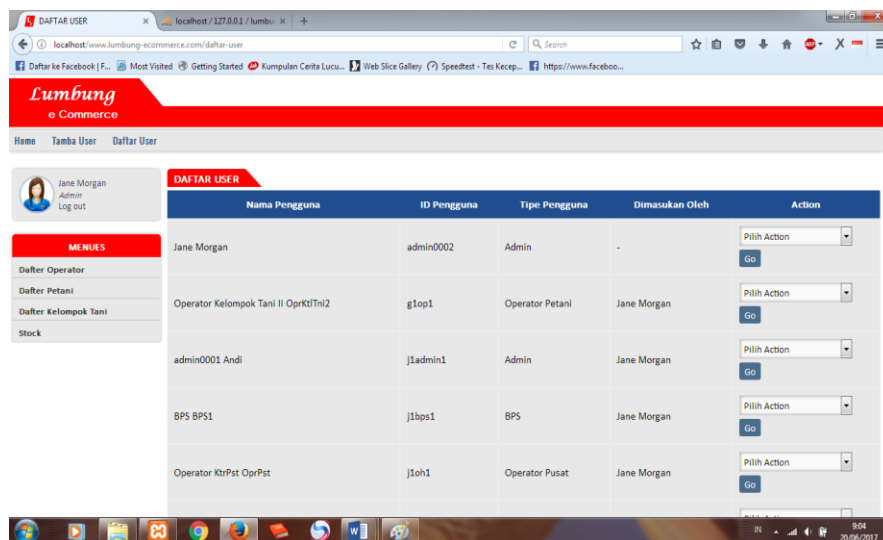 DAFTAR USER
localhost / 127.0.0.1 / lumbu
localhost/www.lumbung-ecommerce.com/daftar-user
Search
Daftar ke Facebook | F... Most Visited Getting Started Kumpulan Cerita Lucu... Web Slice Gallery Speedtest - Tes Kecep... https://www.faceboo...
Lumbung
e Commerce
Home Tamba User Daftar User
Jane Morgan
Admin
Log out
MENUES
Dafter Operator
Dafter Petani
Dafter Kelompok Tani
Stock
DAFTAR USER
Nama Pengguna ID Pengguna Tipe Pengguna Dimasukan Oleh Action
Jane Morgan admin0002 Admin - Pilih Action
Go
Operator Kelompok Tani II OprKtlTni2 g1op1 Operator Petani Jane Morgan Pilih Action
Go
admin0001 Andi j1admin1 Admin Jane Morgan Pilih Action
Go
BPS BPS1 j1bps1 BPS Jane Morgan Pilih Action
Go
Operator KtrPst OprPst j1oh1 Operator Pusat Jane Morgan Pilih Action
Go
IN
9:04
20/06/2017